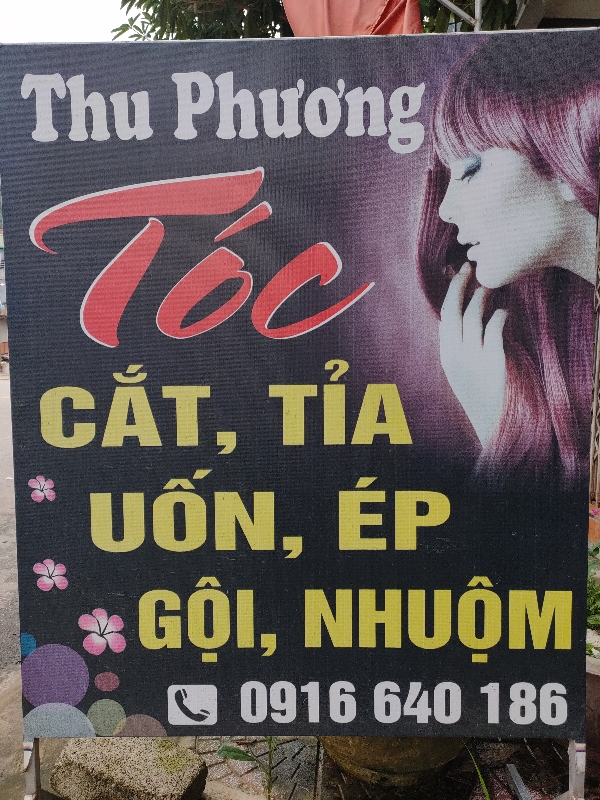 Thu Phương
Tóc
CẮT, TỈA
UỐN, ÉP
GỘI, NHUỘM
0916 640 186